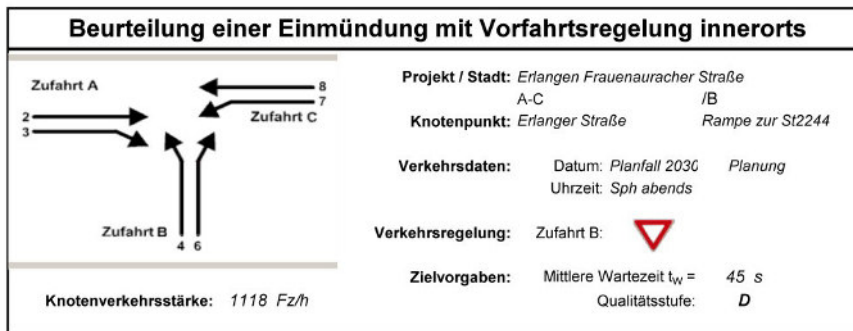 Beurteilung einer Einmündung mit Vorfahrtsregelung innerorts
Zufahrt A
8
7
Zufahrt C
2
3
Zufahrt B
4 6
Knotenverkehrsstärke: 1118 Fz/h
Projekt / Stadt: Erlangen Frauenauracher Straße
A-C /B
Knotenpunkt: Erlanger Straße Rampe zur St2244
Verkehrsdaten: Datum: Planfall 2030 Planung
Uhrzeit: Sph abends
Verkehrsregelung: Zufahrt B:
Zielvorgaben: Mittlere Wartezeit tW = 45 s
Qualitätsstufe: D